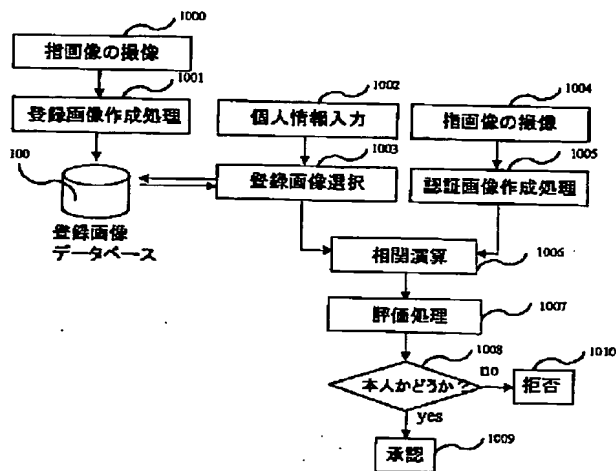 1000
指画像の撮像
1001
登録画像作成処理
100
登録画像
データベース
1002
個人情報入力
1003
登録画像選択
1004
指画像の撮像
1005
認証画像作成処理
相関演算
1006
評価処理
1007
本人かどうか?
1008
no
1010
拒否
yes
承認
1009